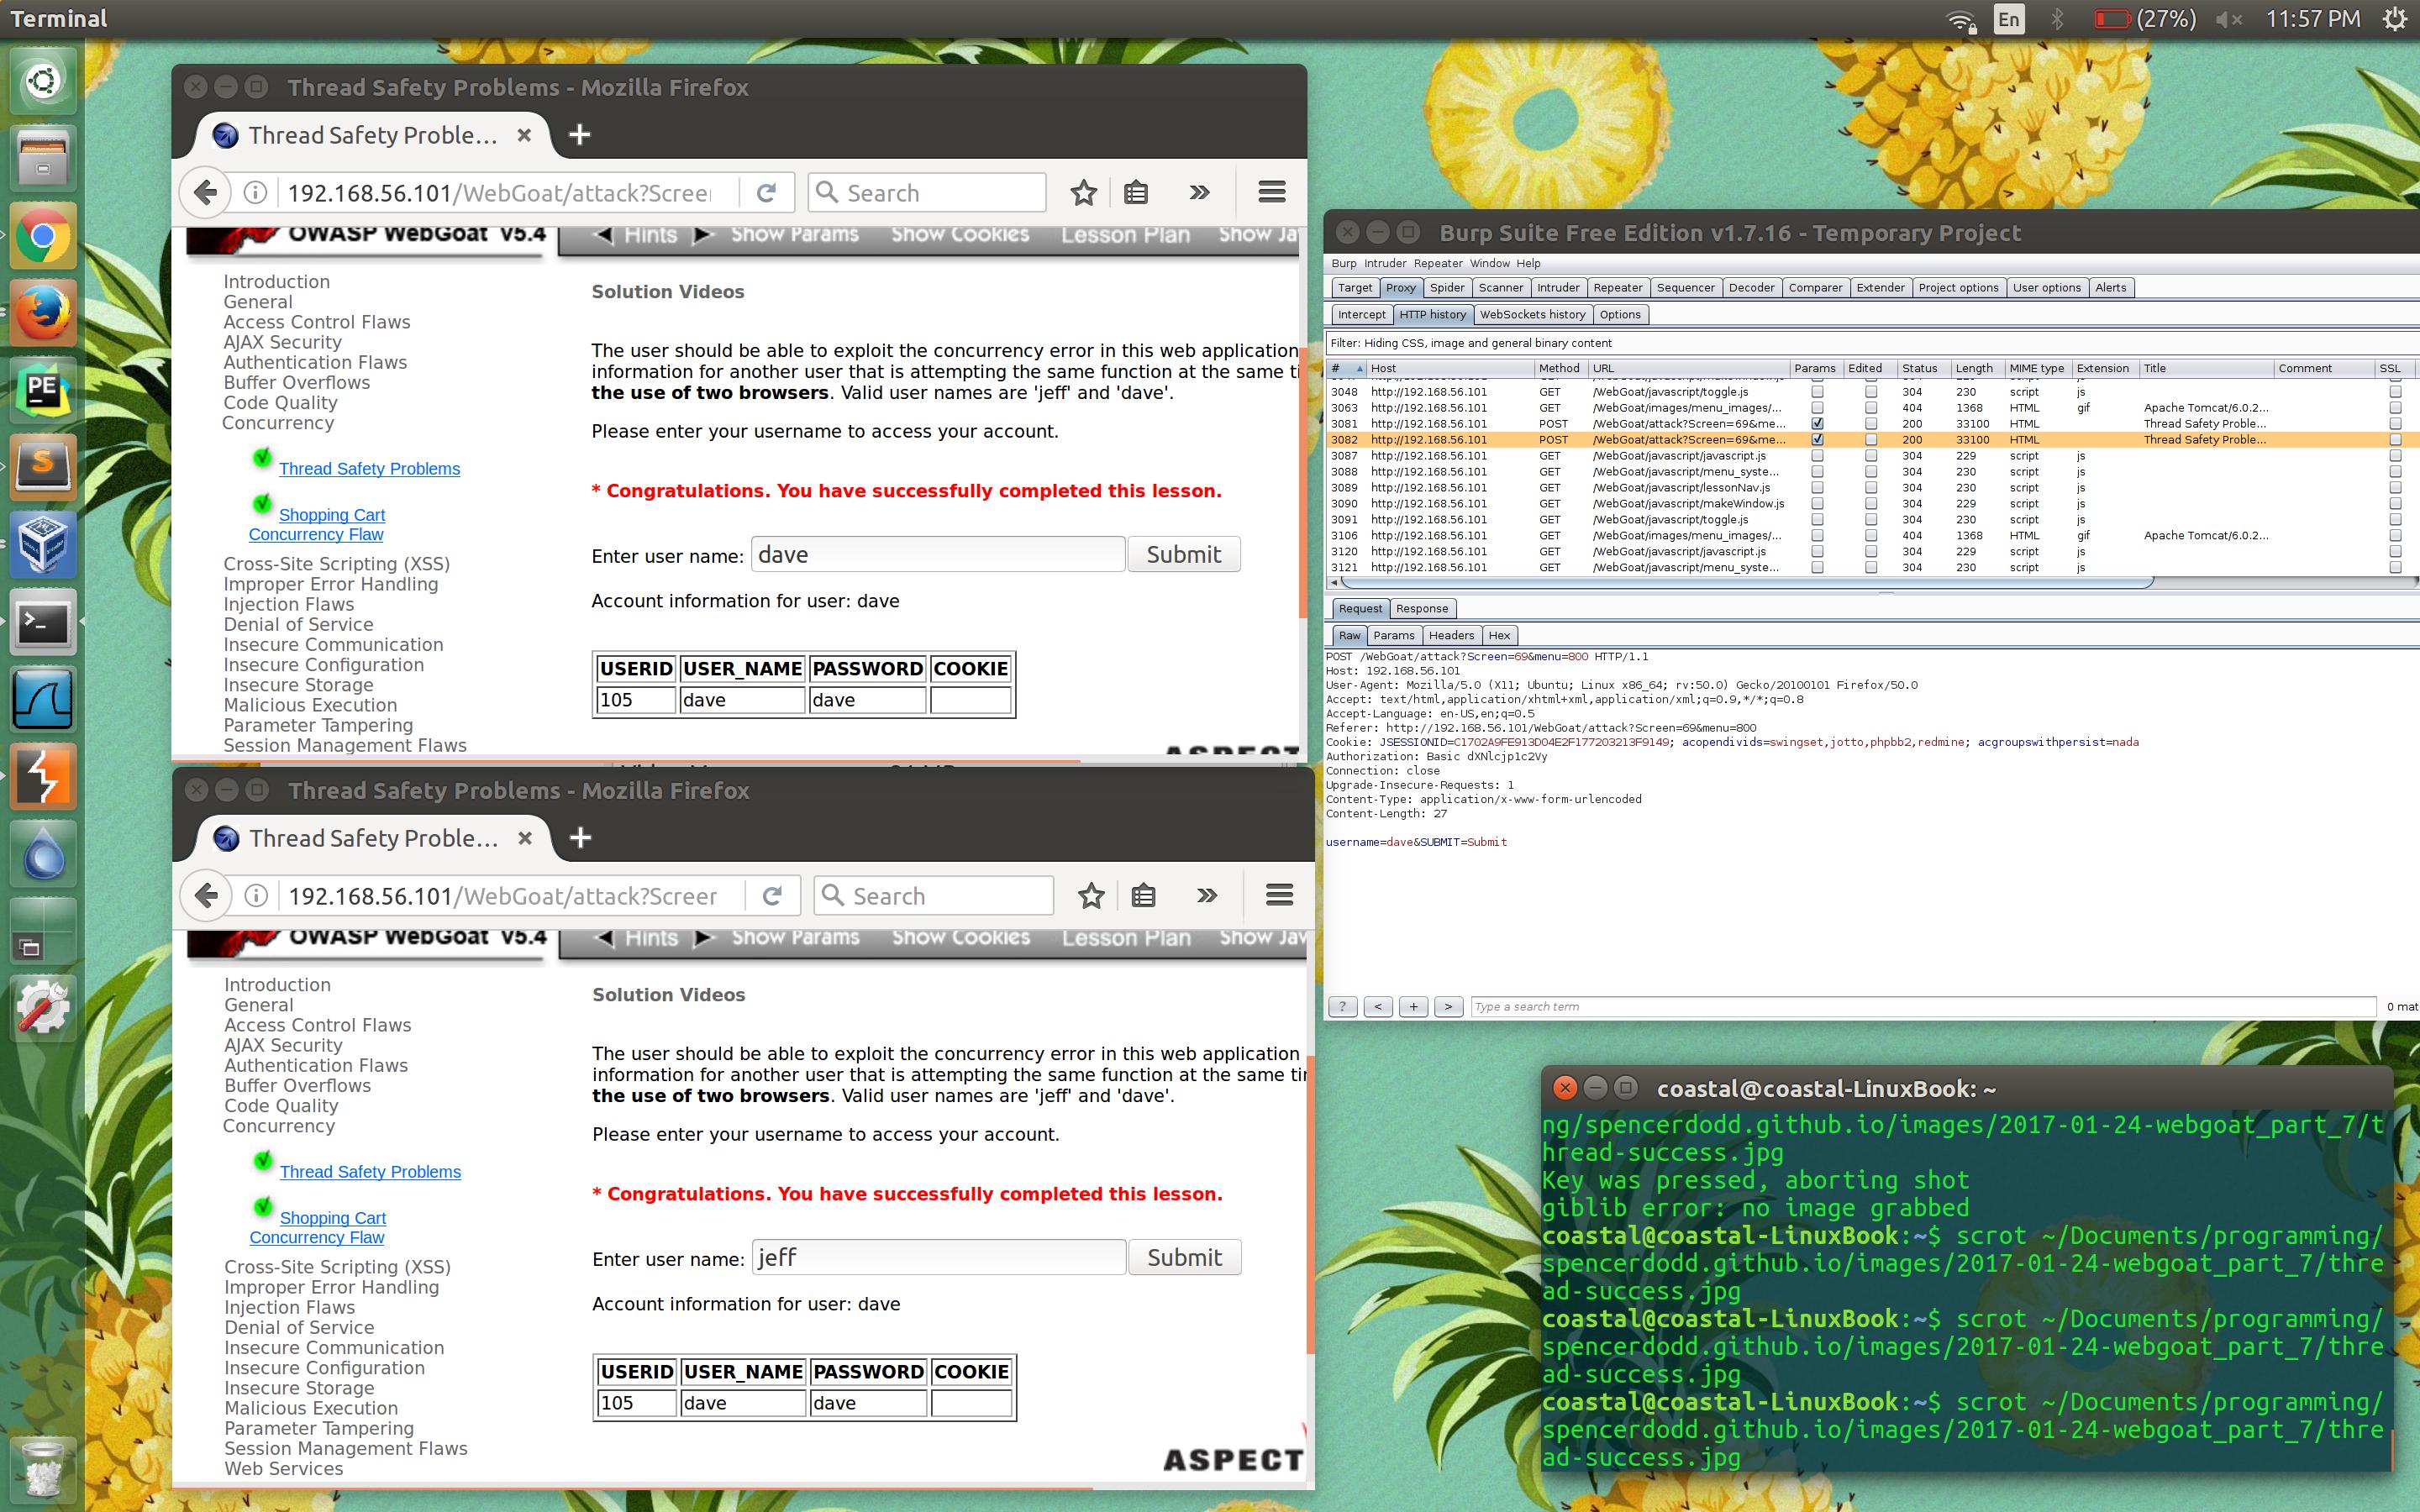 Terminal
En
(27%)
11:57 PM
Thread Safety Problems - Mozilla Firefox
Thread Safety Proble...
192.168.56.101/WebGoat/attack?Screen
Search
OWASP WebGoat V5.4
Hints
Show Params
Show Cookies
Lesson Plan
Show Ja
Introduction
General
Access Control Flaws
AJAX Security
Authentication Flaws
Buffer Overflows
Code Quality
Concurrency
Thread Safety Problems
Shopping Cart
Concurrency Flaw
Cross-Site Scripting (XSS)
Improper Error Handling
Injection Flaws
Denial of Service
Insecure Communication
Insecure Configuration
Insecure Storage
Malicious Execution
Parameter Tampering
Session Management Flaws
Solution Videos
The user should be able to exploit the concurrency error in this web application
information for another user that is attempting the same function at the same ti
the use of two browsers. Valid user names are 'jeff' and 'dave'.
Please enter your username to access your account.
* Congratulations. You have successfully completed this lesson.
Enter user name: dave Submit
Account information for user: dave
USERID USER_NAME PASSWORD COOKIE
105 dave dave
ASPECT
Thread Safety Problems - Mozilla Firefox
Thread Safety Proble...
192.168.56.101/WebGoat/attack?Screer
Search
OWASP WebGoat V5.4
Hints
Show Params
Show Cookies
Lesson Plan
Show Jav
Introduction
General
Access Control Flaws
AJAX Security
Authentication Flaws
Buffer Overflows
Code Quality
Concurrency
Thread Safety Problems
Shopping Cart
Concurrency Flaw
Cross-Site Scripting (XSS)
Improper Error Handling
Injection Flaws
Denial of Service
Insecure Communication
Insecure Configuration
Insecure Storage
Malicious Execution
Parameter Tampering
Session Management Flaws
Web Services
Solution Videos
The user should be able to exploit the concurrency error in this web application
information for another user that is attempting the same function at the same ti
the use of two browsers. Valid user names are 'jeff' and 'dave'.
Please enter your username to access your account.
* Congratulations. You have successfully completed this lesson.
Enter user name: jeff Submit
Account information for user: dave
USERID USER_NAME PASSWORD COOKIE
105 dave dave
ASPECT
Burp Suite Free Edition v1.7.16 - Temporary Project
Burp Intruder Repeater Window Help
Target Proxy Spider Scanner Intruder Repeater Sequencer Decoder Comparer Extender Project options User options Alerts
Intercept HTTP history WebSockets history Options
Filter: Hiding CSS, image and general binary content
# Host Method URL Params Edited Status Length MIME type Extension Title Comment SSL
3048 http://192.168.56.101 GET /WebGoat/javascript/toggle.js 304 230 script js
3063 http://192.168.56.101 GET /WebGoat/images/menu_images/... 404 1368 HTML gif Apache Tomcat/6.0.2...
3081 http://192.168.56.101 POST /WebGoat/attack?Screen=69&me... 200 33100 HTML Thread Safety Proble...
3082 http://192.168.56.101 POST /WebGoat/attack?Screen=69&me... 200 33100 HTML Thread Safety Proble...
3087 http://192.168.56.101 GET /WebGoat/javascript/javascript.js 304 229 script js
3088 http://192.168.56.101 GET /WebGoat/javascript/menu_syste... 304 230 script js
3089 http://192.168.56.101 GET /WebGoat/javascript/lessonNav.js 304 230 script js
3090 http://192.168.56.101 GET /WebGoat/javascript/makeWindow.js 304 229 script js
3091 http://192.168.56.101 GET /WebGoat/javascript/toggle.js 304 230 script js
3106 http://192.168.56.101 GET /WebGoat/images/menu_images/... 404 1368 HTML gif Apache Tomcat/6.0.2...
3120 http://192.168.56.101 GET /WebGoat/javascript/javascript.js 304 229 script js
3121 http://192.168.56.101 GET /WebGoat/javascript/menu_syste... 304 230 script js
Request Response
Raw Params Headers Hex
POST /WebGoat/attack?Screen=69&menu=800 HTTP/1.1
Host: 192.168.56.101
User-Agent: Mozilla/5.0 (X11; Ubuntu; Linux x86_64; rv:50.0) Gecko/20100101 Firefox/50.0
Accept: text/html,application/xhtml+xml,application/xml;q=0.9,*/*;q=0.8
Accept-Language: en-US,en;q=0.5
Referer: http://192.168.56.101/WebGoat/attack?Screen=69&menu=800
Cookie: JSESSIONID=C1702A9FE913D04E2F177203213F9149; acopendivids=swingset,jotto,phpbb2,redmine; acgroupswithpersist=nada
Authorization: Basic dXNlcjp1c2Vy
Connection: close
Upgrade-Insecure-Requests: 1
Content-Type: application/x-www-form-urlencoded
Content-Length: 27
username=dave&SUBMIT=Submit
? < + > Type a search term 0 mat
coastal@coastal-LinuxBook: ~
ng/spencerdodd.github.io/images/2017-01-24-webgoat_part_7/t
hread-success.jpg
Key was pressed, aborting shot
giblib error: no image grabbed
coastal@coastal-LinuxBook:~$ scrot ~/Documents/programming/
spencerdodd.github.io/images/2017-01-24-webgoat_part_7/thre
ad-success.jpg
coastal@coastal-LinuxBook:~$ scrot ~/Documents/programming/
spencerdodd.github.io/images/2017-01-24-webgoat_part_7/thre
ad-success.jpg
coastal@coastal-LinuxBook:~$ scrot ~/Documents/programming/
spencerdodd.github.io/images/2017-01-24-webgoat_part_7/thre
ad-success.jpg